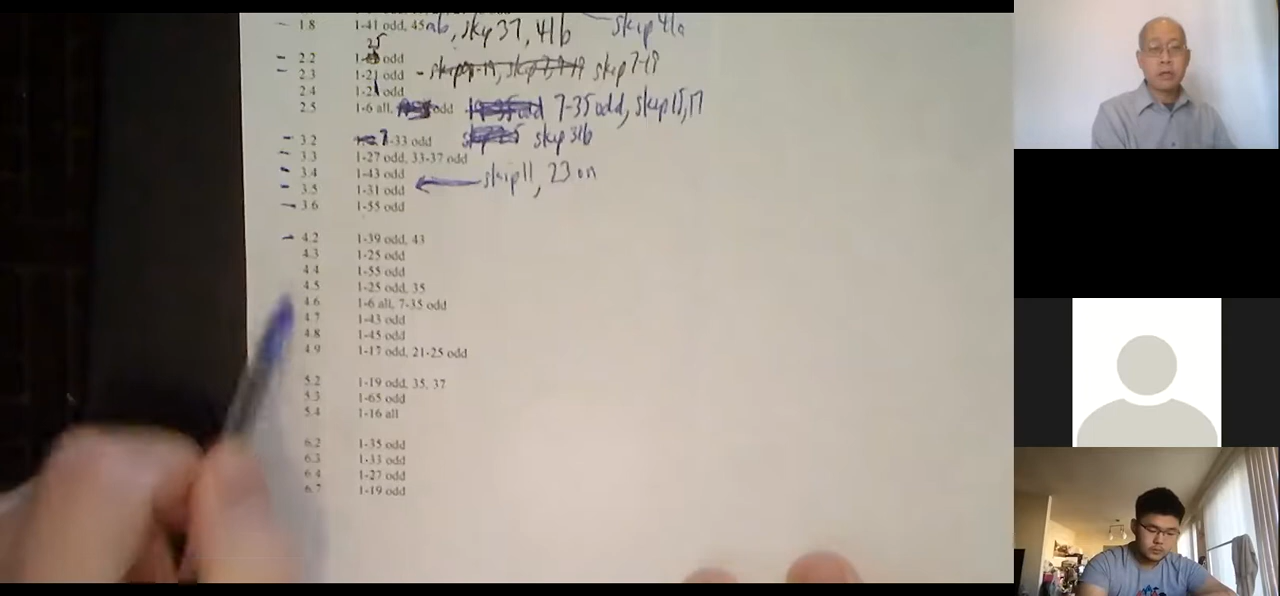 1.8 1-41 odd, 45ab, skip 37, 41b skip 41a
25
2.2 1- odd
2.3 1-21 odd - skip 7-19
2.4 1-21 odd
2.5 1-6 all, odd 7-35 odd, skip 15, 17
3.2 7-33 odd skip 31b
3.3 1-27 odd, 33-37 odd
3.4 1-43 odd
3.5 1-31 odd skip 11, 23 on
3.6 1-55 odd
4.2 1-39 odd, 43
4.3 1-25 odd
4.4 1-55 odd
4.5 1-25 odd, 35
4.6 1-6 all, 7-35 odd
4.7 1-43 odd
4.8 1-45 odd
4.9 1-17 odd, 21-25 odd
5.2 1-19 odd, 35, 37
5.3 1-65 odd
5.4 1-16 all
6.2 1-35 odd
6.3 1-33 odd
6.4 1-27 odd
6.7 1-19 odd